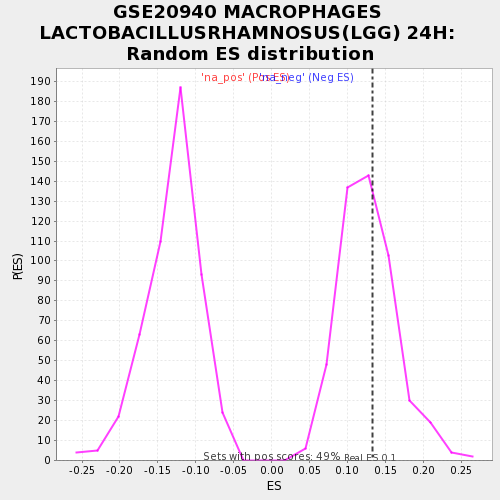 GSE20940 MACROPHAGES
LACTOBACILLUSRHAMNOSUS(LGG) 24H:
Random ES distribution
'na_pos' (Pos ES) 'na_neg' (Neg ES)
190
180
170
160
150
140
130
120
110
100
90
80
70
60
50
40
30
20
10
0
P(ES)
Sets with pos scores: 49%
Real ES 0.1
-0.25 -0.20 -0.15 -0.10 -0.05 0.00 0.05 0.10 0.15 0.20 0.25
ES